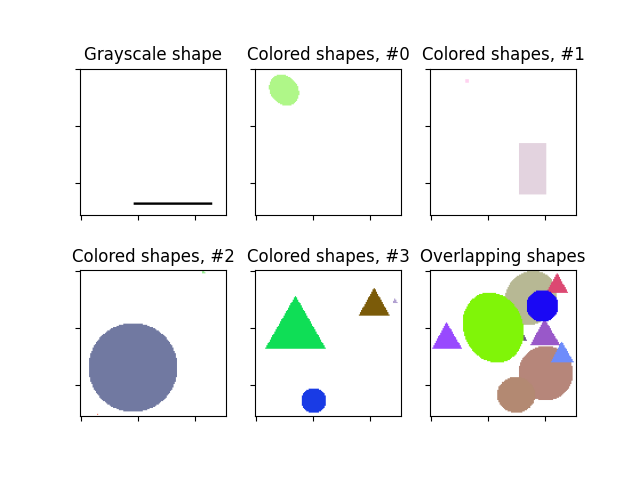 Grayscale shape
Colored shapes, #0
Colored shapes, #1
Colored shapes, #2
Colored shapes, #3
Overlapping shapes